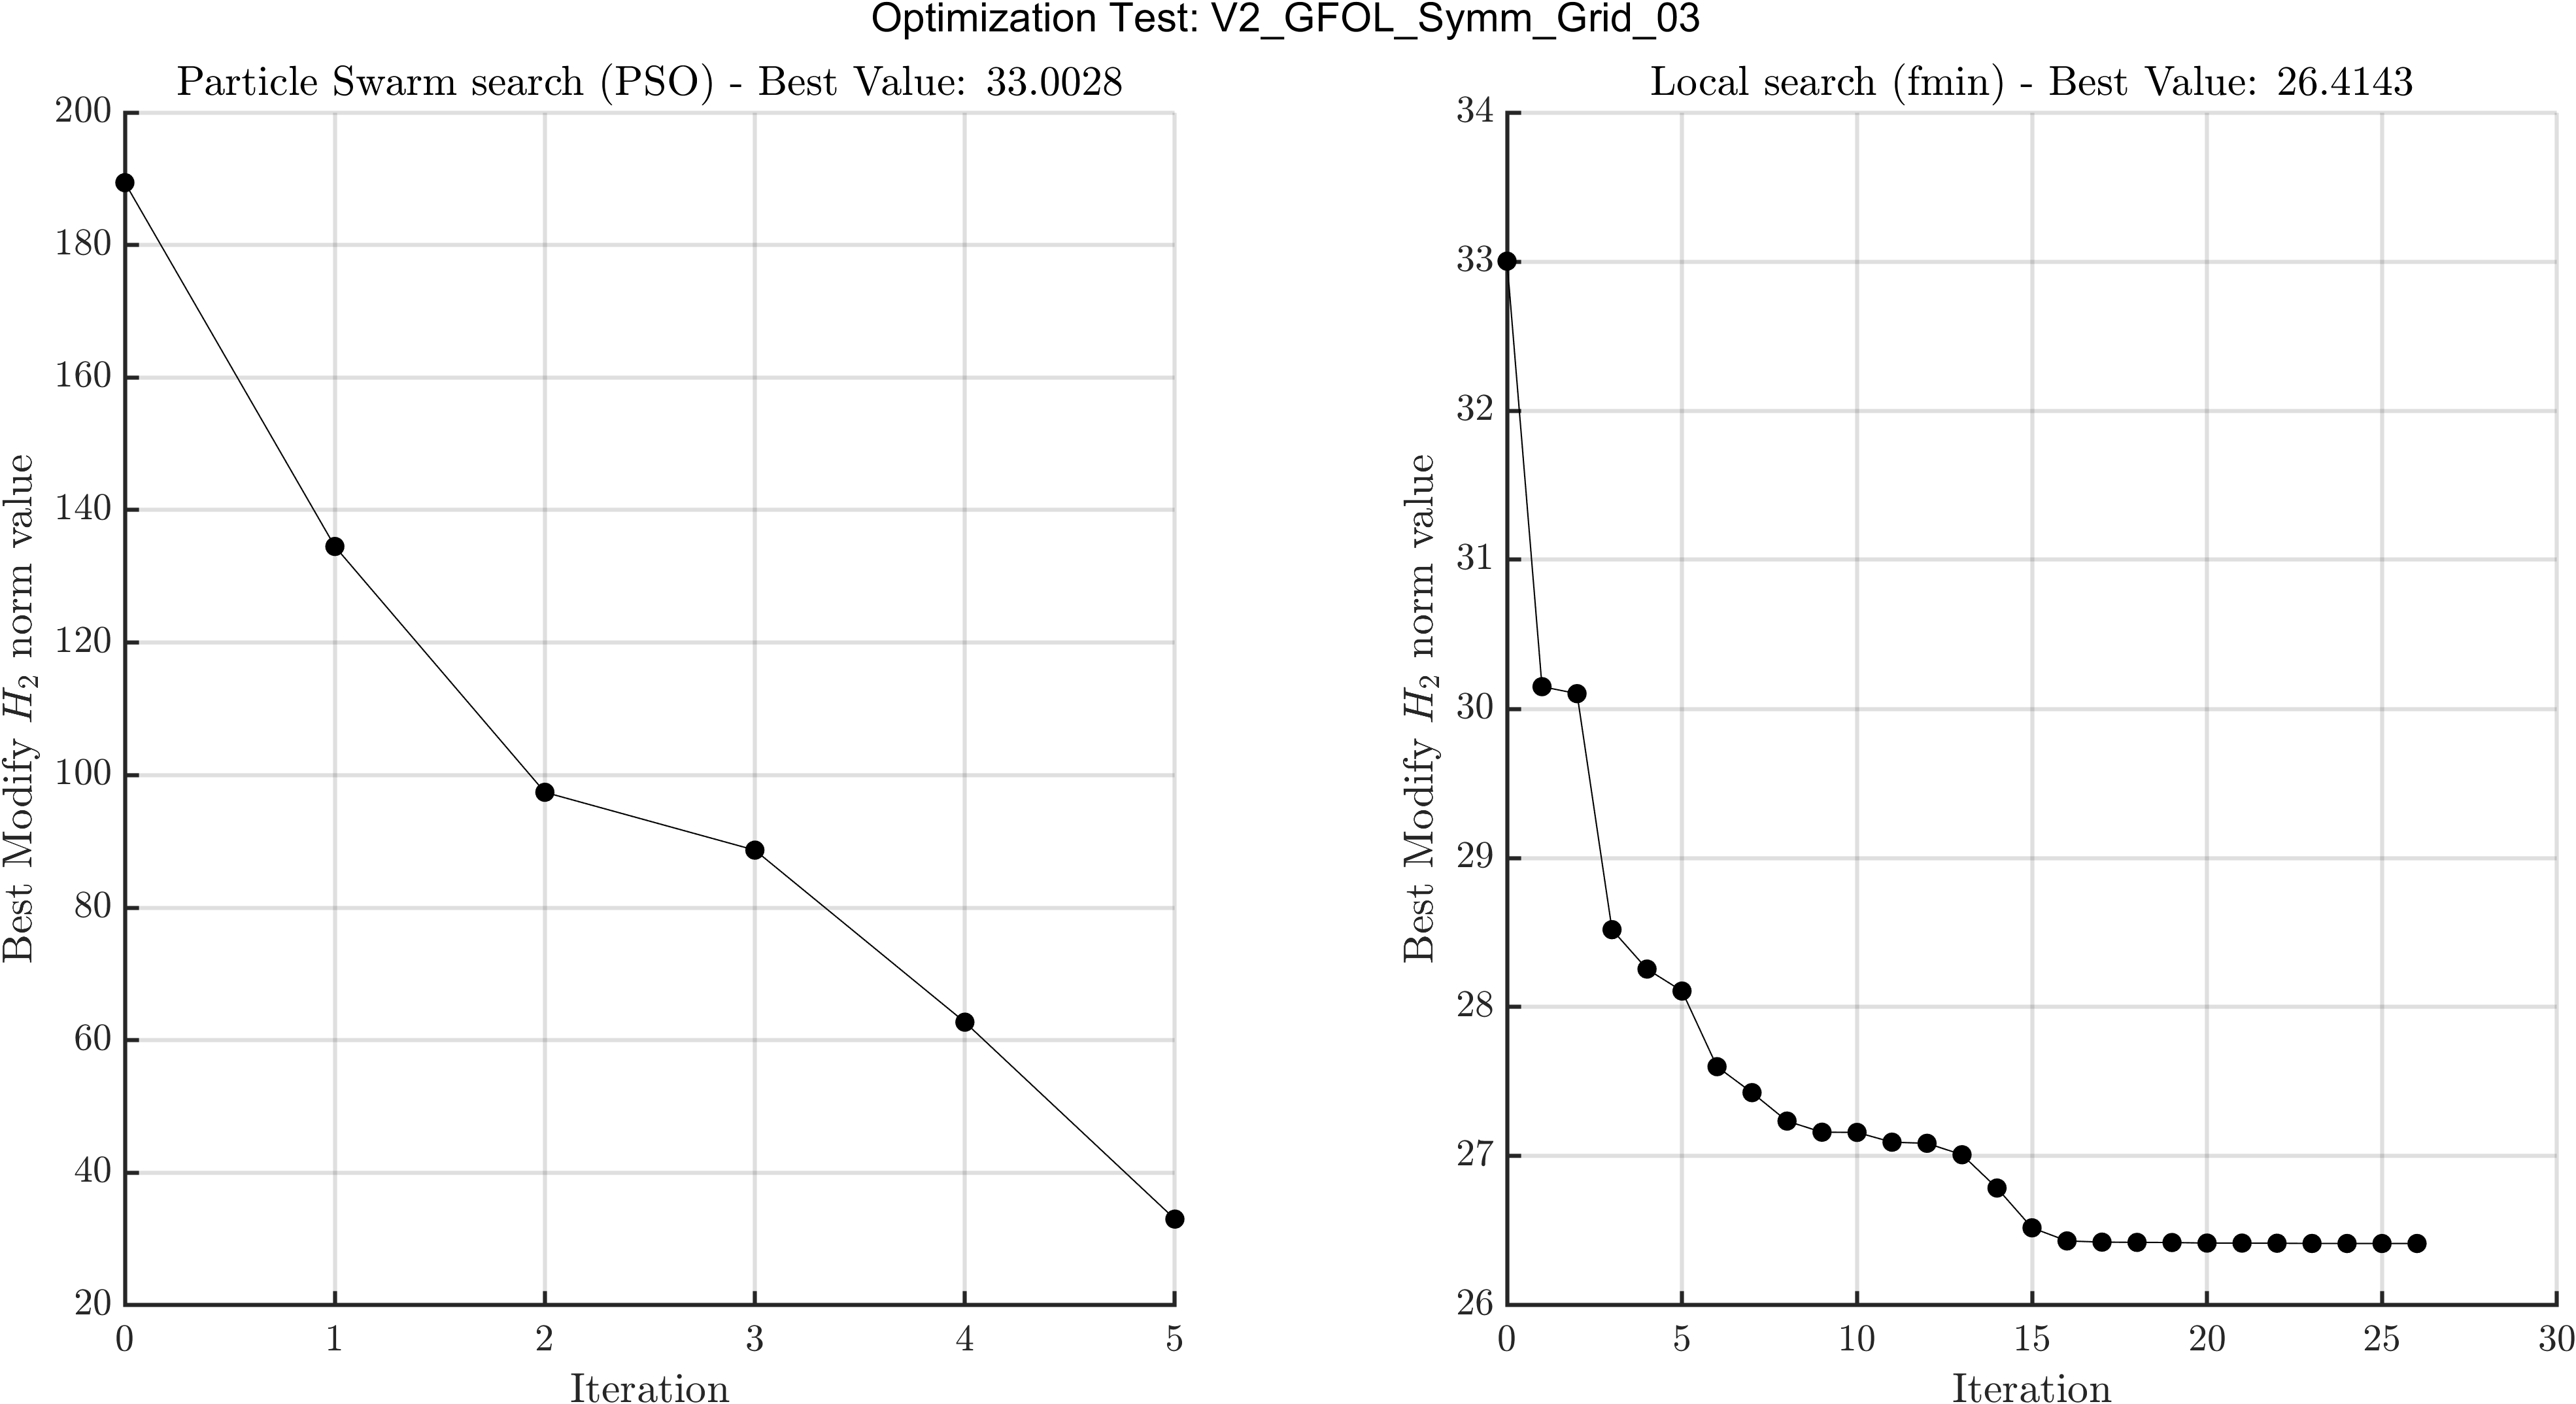 Optimization Test: V2_GFOL_Symm_Grid_03
Particle Swarm search (PSO) - Best Value: 33.0028
200
180
160
140
120
100
80
60
40
20
Best Modify H₂ norm value
0 1 2 3 4 5
Iteration
Local search (fmin) - Best Value: 26.4143
34
33
32
31
30
29
28
27
26
Best Modify H₂ norm value
0 5 10 15 20 25 30
Iteration